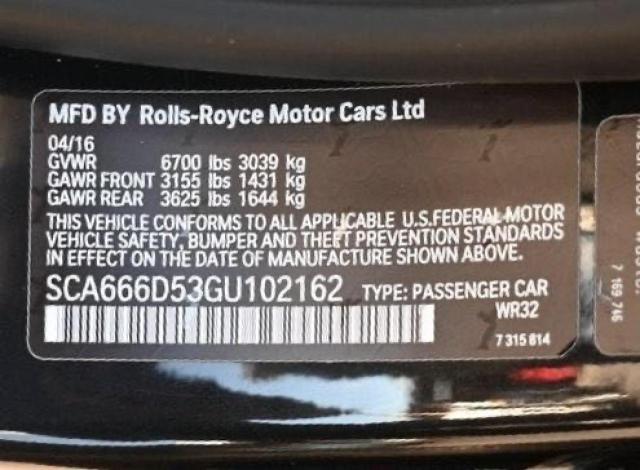 MFD BY Rolls-Royce Motor Cars Ltd
04/16
GVWR 6700 lbs 3039 kg
GAWR FRONT 3155 lbs 1431 kg
GAWR REAR 3625 lbs 1644 kg
THIS VEHICLE CONFORMS TO ALL APPLICABLE U.S.FEDERAL MOTOR
VEHICLE SAFETY, BUMPER AND THEFT PREVENTION STANDARDS
IN EFFECT ON THE DATE OF MANUFACTURE SHOWN ABOVE.
SCA666D53GU102162 TYPE: PASSENGER CAR
WR32
7 315 814
7 169 746